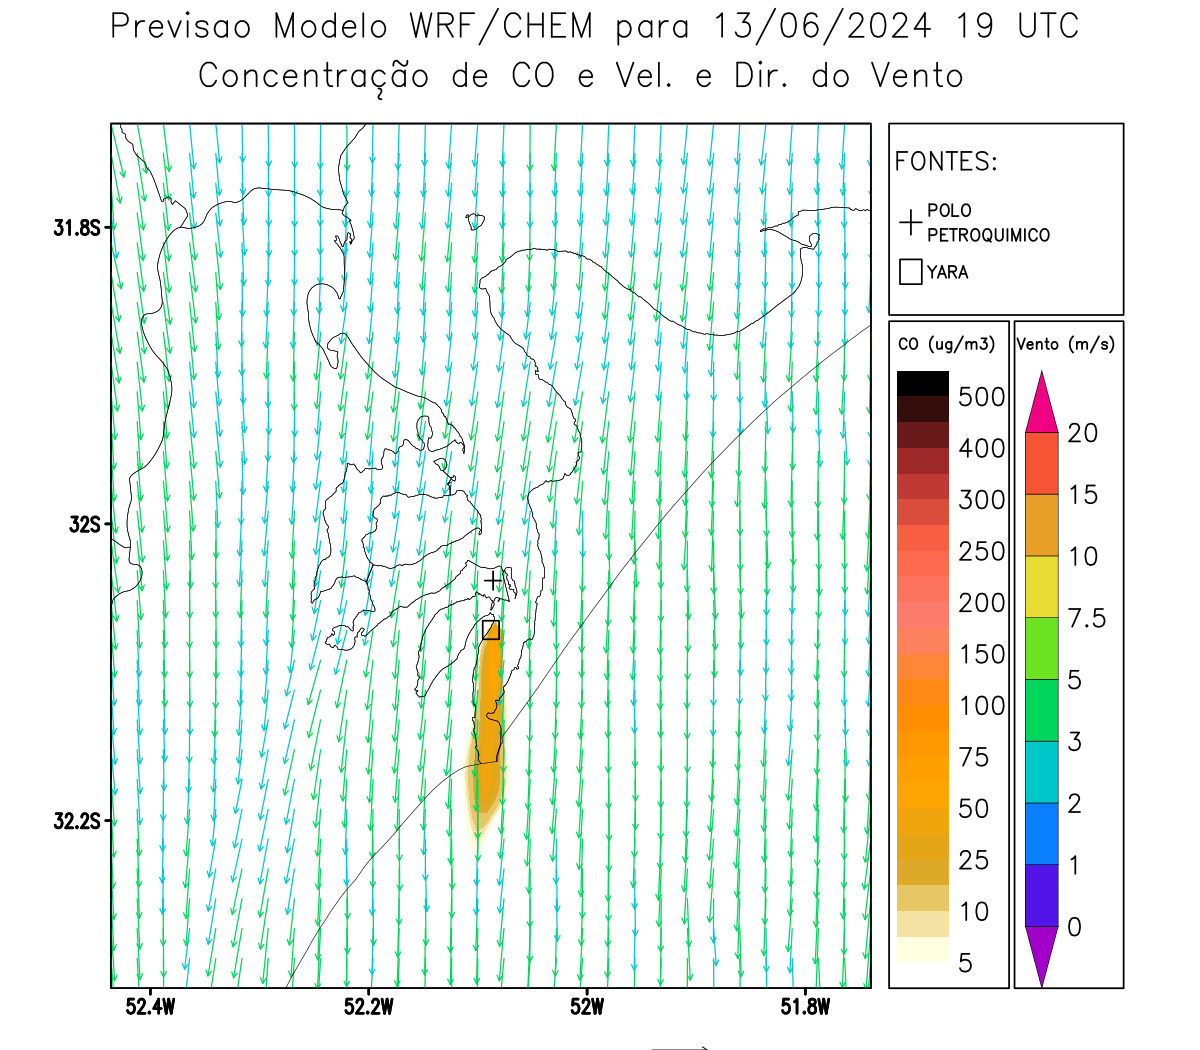 Previsao Modelo WRF/CHEM para 13/06/2024 19 UTC
Concentração de CO e Vel. e Dir. do Vento
31.8S
32S
32.2S
52.4W
52.2W
52W
51.8W
FONTES:
POLO
PETROQUIMICO
YARA
CO (ug/m3)
500
400
300
250
200
150
100
75
50
25
10
5
Vento (m/s)
20
15
10
7.5
5
3
2
1
0